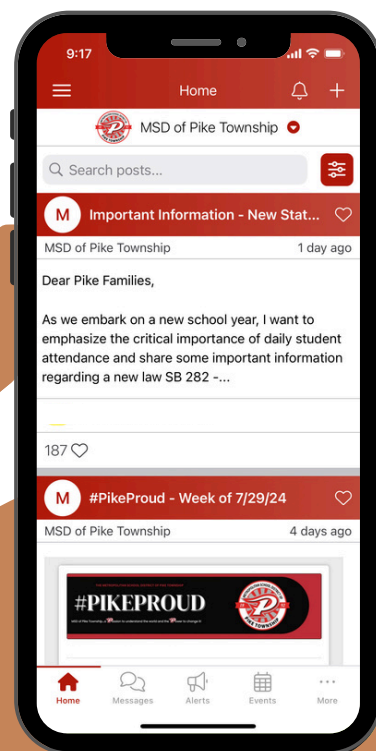 9:17
Home
MSD of Pike Township
Search posts...
M Important Information - New Stat...
MSD of Pike Township 1 day ago
Dear Pike Families,
As we embark on a new school year, I want to
emphasize the critical importance of daily student
attendance and share some important information
regarding a new law SB 282 -...
187
M #PikeProud - Week of 7/29/24
MSD of Pike Township 4 days ago
#PIKEPROUD
PIKE TOWNSHIP
Home Messages Alerts Events More